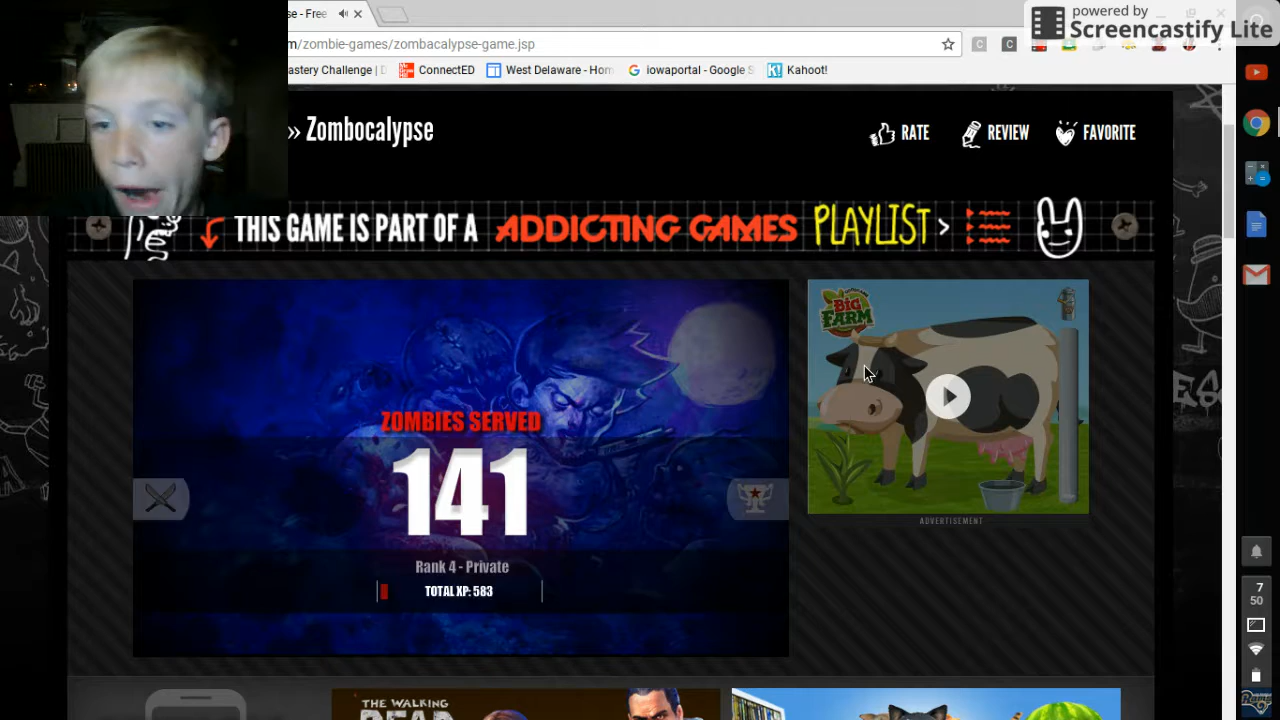 se - Free
powered by
Screencastify Lite
m/zombie-games/zombacalypse-game.jsp
astery Challenge | D
ConnectED
West Delaware - Hom
iowaportal - Google S
K!
Kahoot!
» Zombocalypse
RATE
REVIEW
FAVORITE
THIS GAME IS PART OF A ADDICTING GAMES PLAYLIST >
BIG
FARM
ZOMBIES SERVED
141
Rank 4 - Private
TOTAL XP: 583
ADVERTISEMENT
THE WALKING
DEAD
7
50